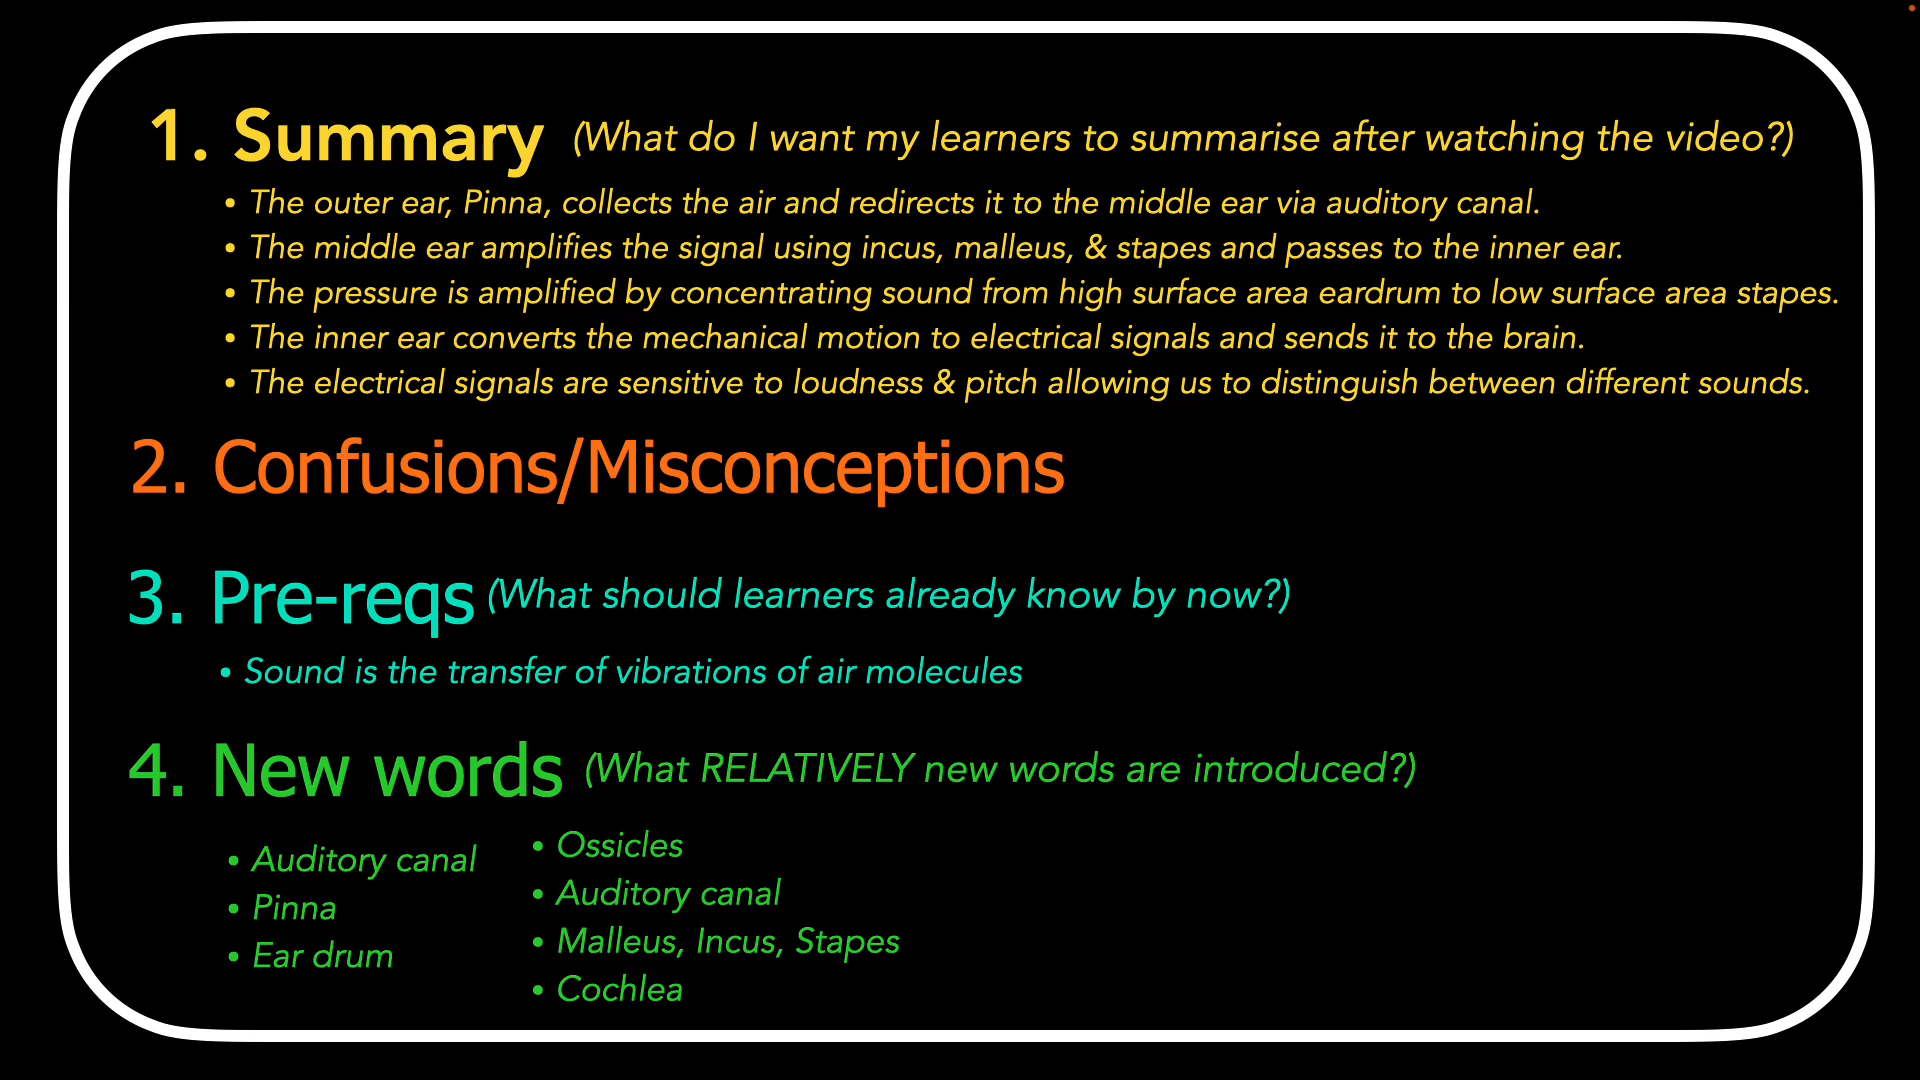 1. Summary (What do I want my learners to summarise after watching the video?)
• The outer ear, Pinna, collects the air and redirects it to the middle ear via auditory canal.
• The middle ear amplifies the signal using incus, malleus, & stapes and passes to the inner ear.
• The pressure is amplified by concentrating sound from high surface area eardrum to low surface area stapes.
• The inner ear converts the mechanical motion to electrical signals and sends it to the brain.
• The electrical signals are sensitive to loudness & pitch allowing us to distinguish between different sounds.
2. Confusions/Misconceptions
3. Pre-reqs (What should learners already know by now?)
• Sound is the transfer of vibrations of air molecules
4. New words (What RELATIVELY new words are introduced?)
• Auditory canal
• Pinna
• Ear drum
• Ossicles
• Auditory canal
• Malleus, Incus, Stapes
• Cochlea